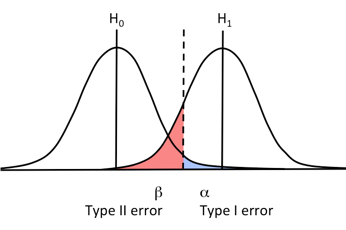 H₀ H₁
β α
Type II error Type I error